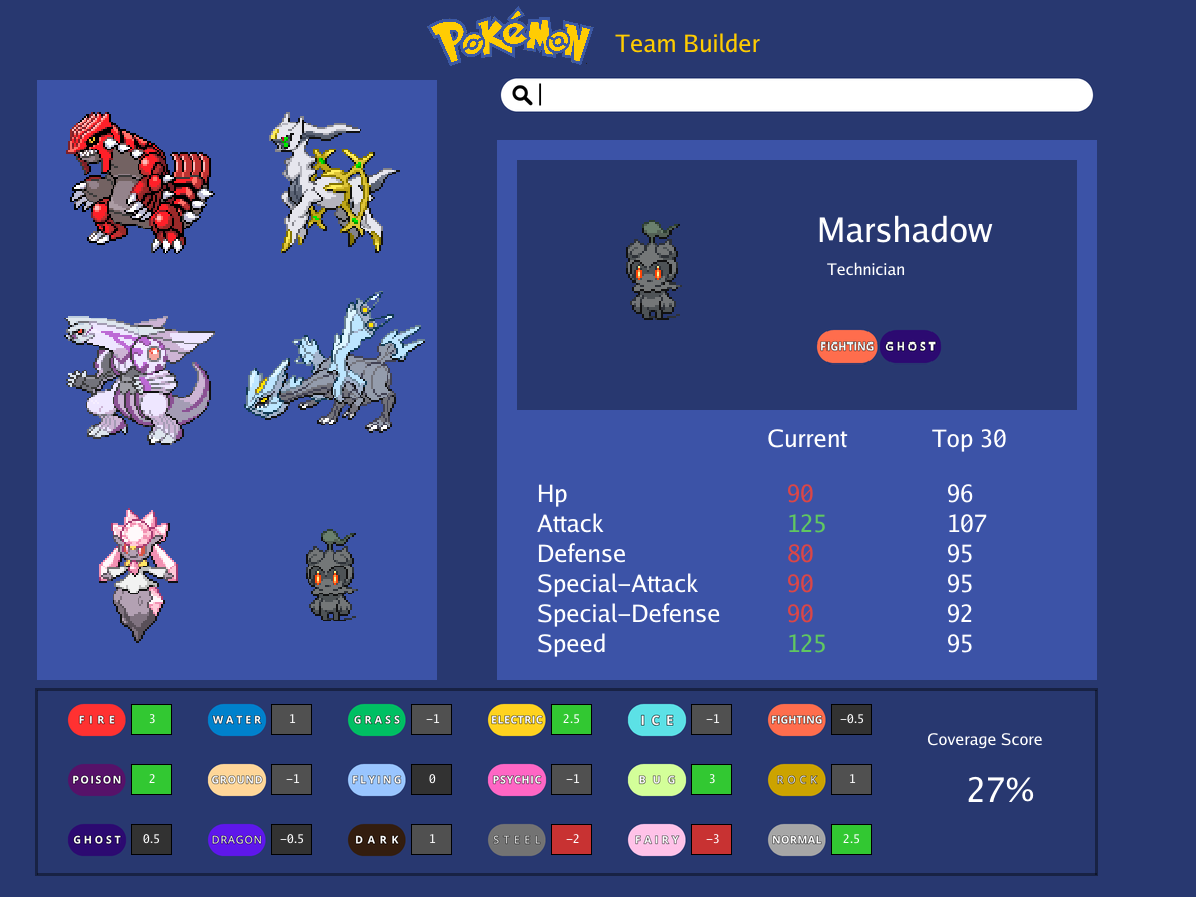 POKéMON Team Builder
Marshadow
Technician
FIGHTING GHOST
Current Top 30
Hp 90 96
Attack 125 107
Defense 80 95
Special-Attack 90 95
Special-Defense 90 92
Speed 125 95
FIRE 3 WATER 1 GRASS -1 ELECTRIC 2.5 ICE -1 FIGHTING -0.5
POISON 2 GROUND -1 FLYING 0 PSYCHIC -1 BUG 3 ROCK 1
GHOST 0.5 DRAGON -0.5 DARK 1 STEEL -2 FAIRY -3 NORMAL 2.5
Coverage Score
27%